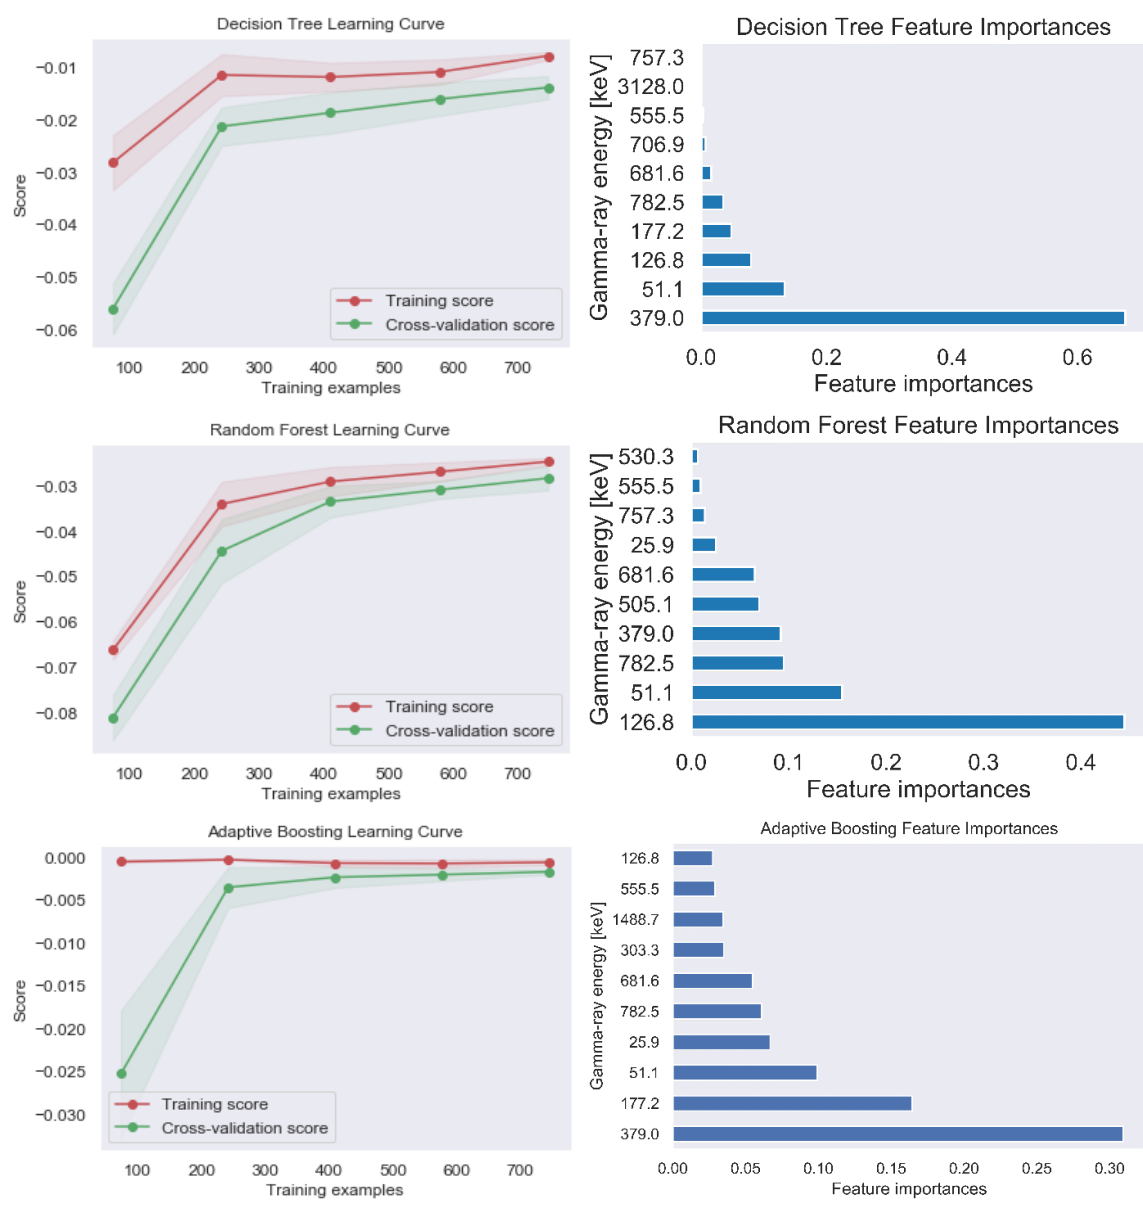 Decision Tree Learning Curve
−0.01
−0.02
−0.03
−0.04
−0.05
−0.06
Score
Training score
Cross-validation score
100 200 300 400 500 600 700
Training examples
Decision Tree Feature Importances
Gamma-ray energy [keV]
757.3
3128.0
555.5
706.9
681.6
782.5
177.2
126.8
51.1
379.0
0.0 0.2 0.4 0.6
Feature importances
Random Forest Learning Curve
−0.03
−0.04
−0.05
−0.06
−0.07
−0.08
Score
Training score
Cross-validation score
100 200 300 400 500 600 700
Training examples
Random Forest Feature Importances
Gamma-ray energy [keV]
530.3
555.5
757.3
25.9
681.6
505.1
379.0
782.5
51.1
126.8
0.0 0.1 0.2 0.3 0.4
Feature importances
Adaptive Boosting Learning Curve
0.000
−0.005
−0.010
−0.015
−0.020
−0.025
−0.030
Score
Training score
Cross-validation score
100 200 300 400 500 600 700
Training examples
Adaptive Boosting Feature Importances
Gamma-ray energy [keV]
126.8
555.5
1488.7
303.3
681.6
782.5
25.9
51.1
177.2
379.0
0.00 0.05 0.10 0.15 0.20 0.25 0.30
Feature importances